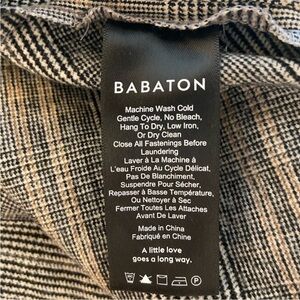 BABATON
Machine Wash Cold
Gentle Cycle, No Bleach,
Hang To Dry, Low Iron,
Or Dry Clean
Close All Fastenings Before
Laundering
Laver À La Machine à
L'eau Froide Au Cycle Délicat,
Pas De Blanchiment,
Suspendre Pour Sécher,
Repasser à Basse Température,
Ou Nettoyer à Sec
Fermer Toutes Les Attaches
Avant De Laver
Made in China
Fabriqué en Chine
A little love
goes a long way.